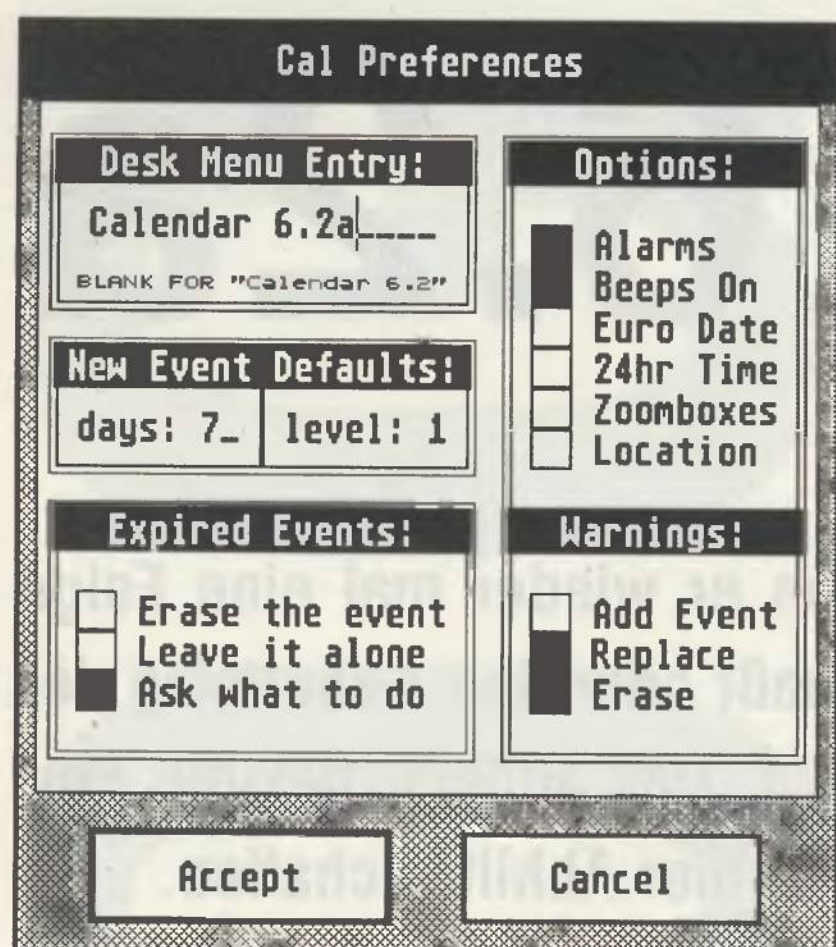 Cal Preferences
Desk Menu Entry:
Calendar 6.2a____
BLANK FOR "Calendar 6.2"
New Event Defaults:
days: 7_
level: 1
Expired Events:
Erase the event
Leave it alone
Ask what to do
Options:
Alarms
Beeps On
Euro Date
24hr Time
Zoomboxes
Location
Warnings:
Add Event
Replace
Erase
Accept
Cancel